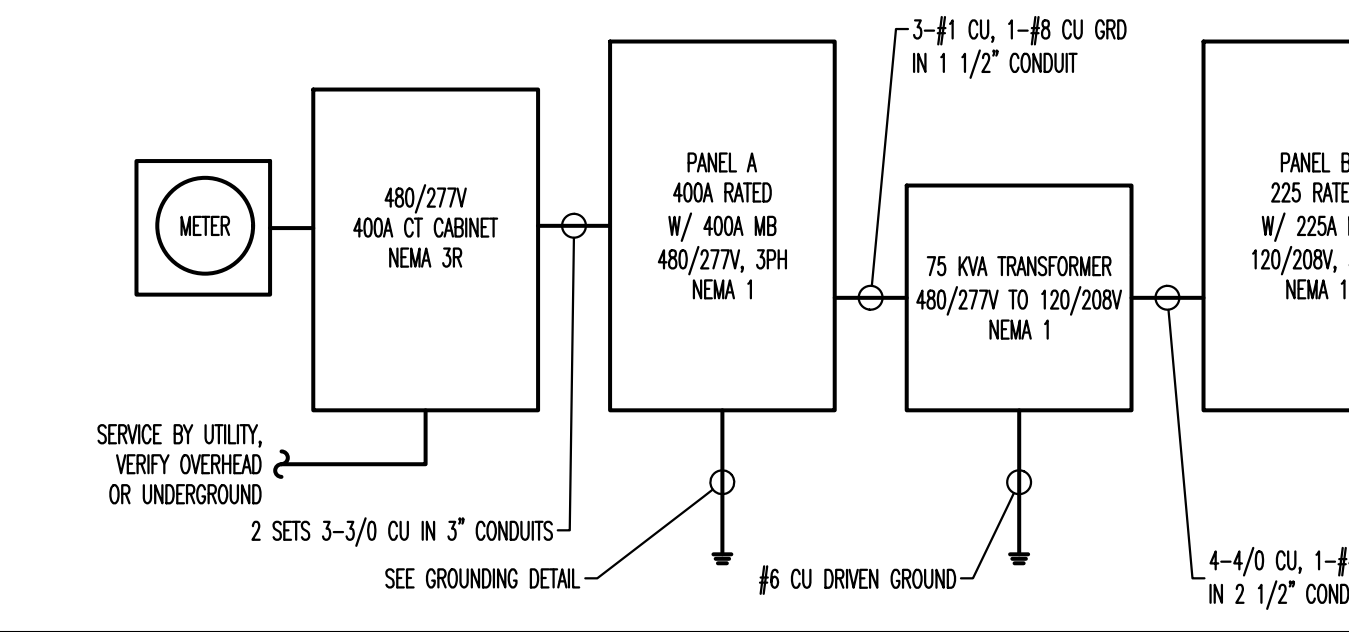 METER
480/277V
400A CT CABINET
NEMA 3R
PANEL A
400A RATED
W/ 400A MB
480/277V, 3PH
NEMA 1
3-#1 CU, 1-#8 CU GRD
IN 1 1/2" CONDUIT
75 KVA TRANSFORMER
480/277V TO 120/208V
NEMA 1
PANEL B
225
W/ 225A
120/208V,
NEMA 1
SERVICE BY UTILITY,
VERIFY OVERHEAD
OR UNDERGROUND
2 SETS 3-3/0 CU IN 3" CONDUITS
SEE GROUNDING DETAIL
#6 CU DRIVEN GROUND
4-4/0 CU,
IN 2 1/2"